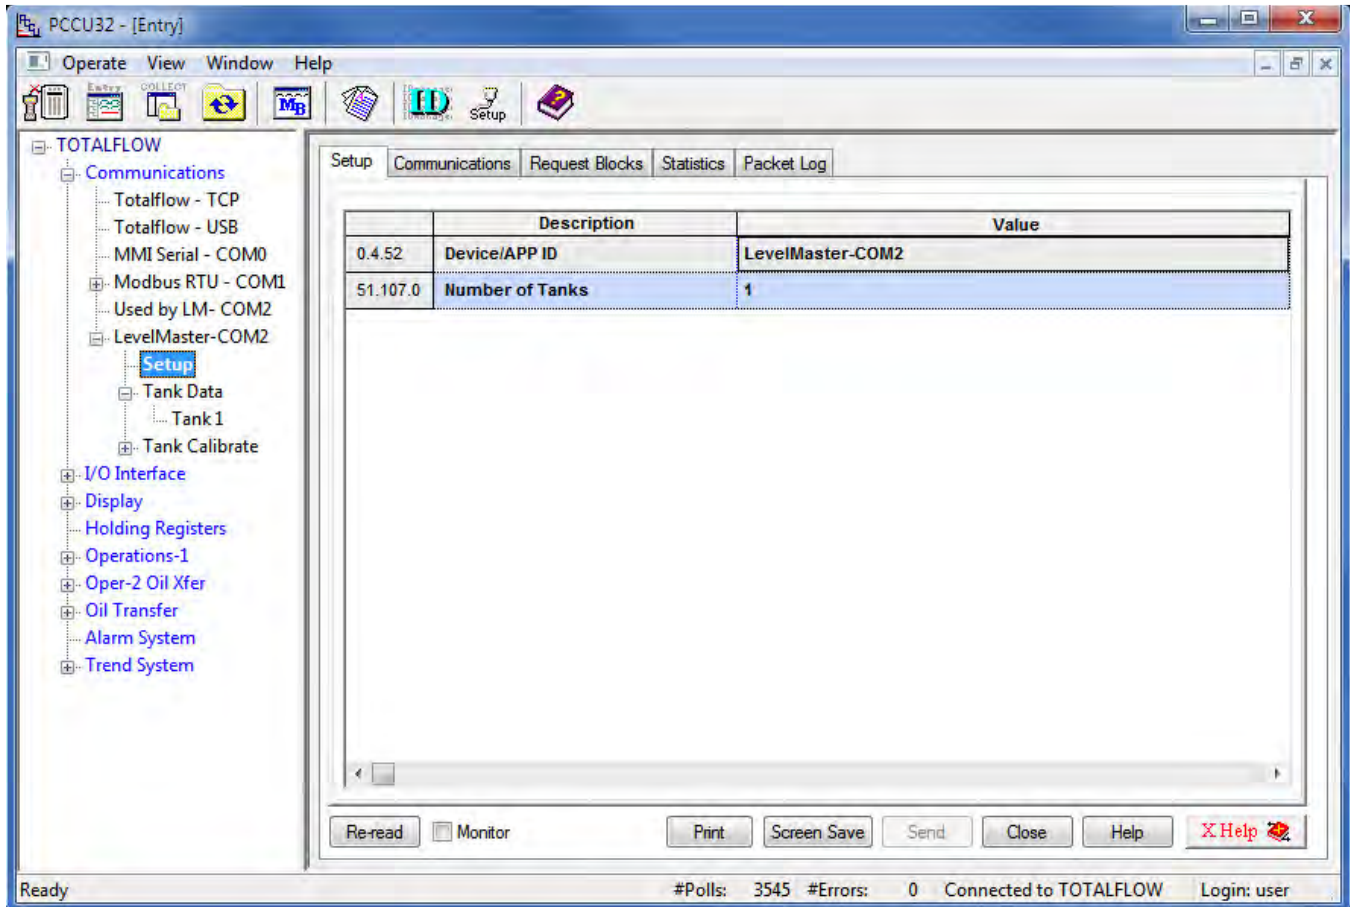 PCCU32 - [Entry]
Operate View Window Help
Entry COLLECT MB ID Setup
TOTALFLOW
Communications
Totalflow - TCP
Totalflow - USB
MMI Serial - COM0
Modbus RTU - COM1
Used by LM- COM2
LevelMaster-COM2
Setup
Tank Data
Tank 1
Tank Calibrate
I/O Interface
Display
Holding Registers
Operations-1
Oper-2 Oil Xfer
Oil Transfer
Alarm System
Trend System
Setup Communications Request Blocks Statistics Packet Log
Description Value
0.4.52 Device/APP ID LevelMaster-COM2
51.107.0 Number of Tanks 1
Re-read Monitor Print Screen Save Send Close Help X Help
Ready #Polls: 3545 #Errors: 0 Connected to TOTALFLOW Login: user